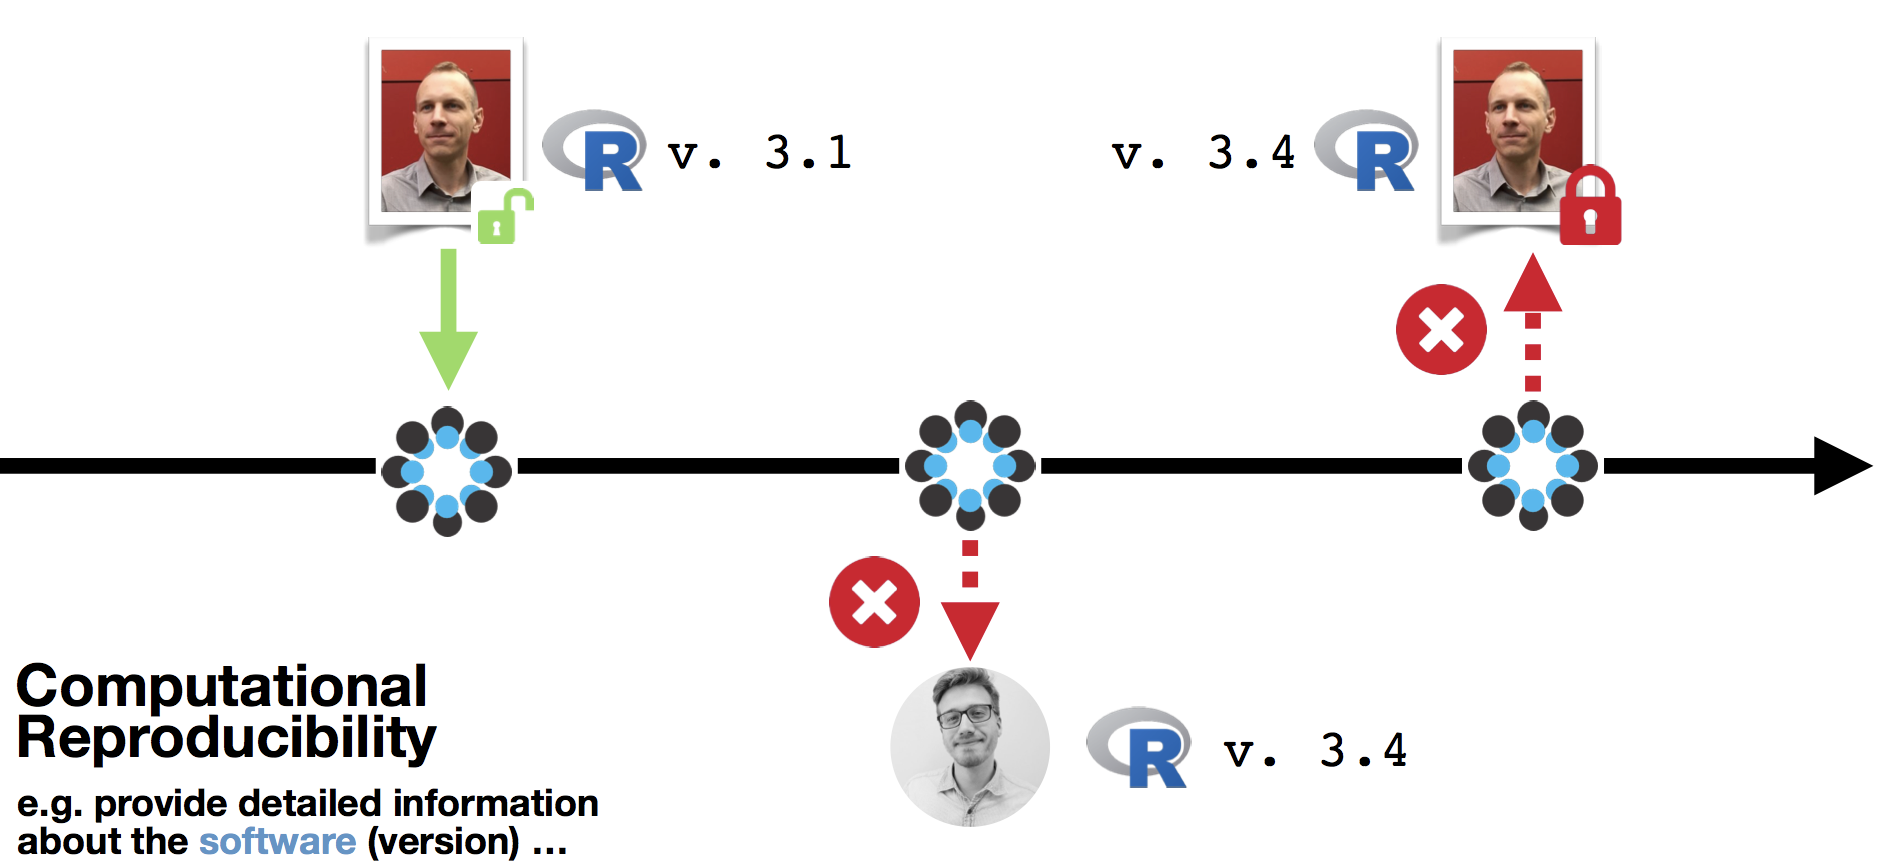 R v. 3.1
v. 3.4 R
R v. 3.4
Computational
Reproducibility
e.g. provide detailed information
about the software (version) ...